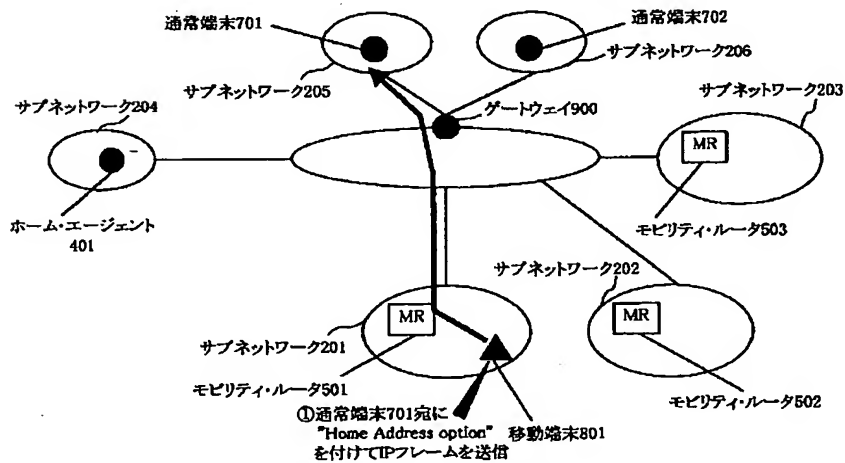 通常端末701
通常端末702
サブネットワーク206
サブネットワーク205
サブネットワーク204
ゲートウェイ900
サブネットワーク203
MR
ホーム・エージェント
401
モビリティ・ルータ503
サブネットワーク202
MR
MR
サブネットワーク201
モビリティ・ルータ501
モビリティ・ルータ502
①通常端末701宛に
"Home Address option"
を付けてIPフレームを送信
移動端末801